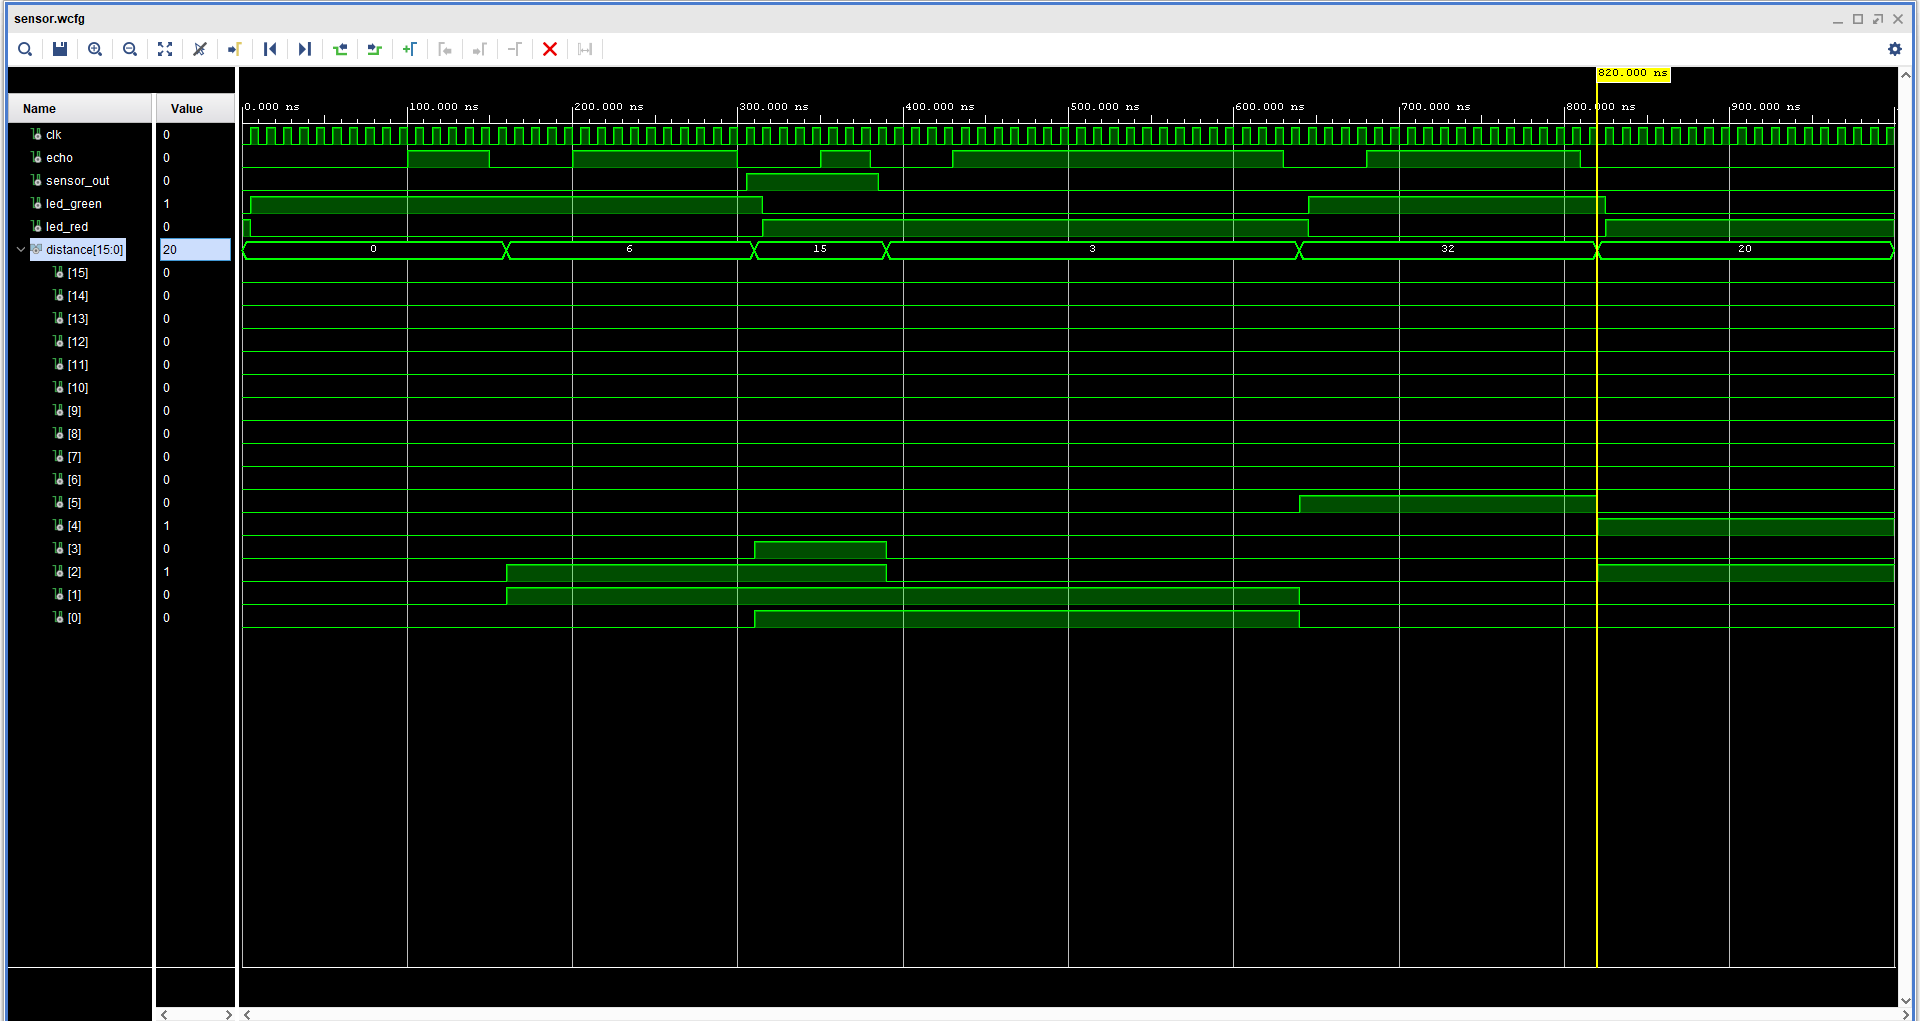 sensor.wcfg
820.000 ns
Name Value
0.000 ns 100.000 ns 200.000 ns 300.000 ns 400.000 ns 500.000 ns 600.000 ns 700.000 ns 800.000 ns 900.000 ns
clk 0
echo 0
sensor_out 0
led_green 1
led_red 0
distance[15:0] 20 0 6 15 3 32 20
[15] 0
[14] 0
[13] 0
[12] 0
[11] 0
[10] 0
[9] 0
[8] 0
[7] 0
[6] 0
[5] 0
[4] 1
[3] 0
[2] 1
[1] 0
[0] 0